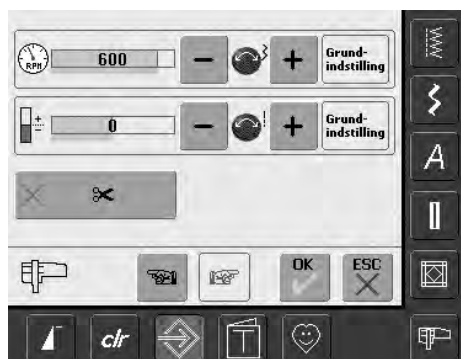 RPM 600 − + Grund-
indstilling
0 − + Grund-
indstilling
OK ESC
A
clr T